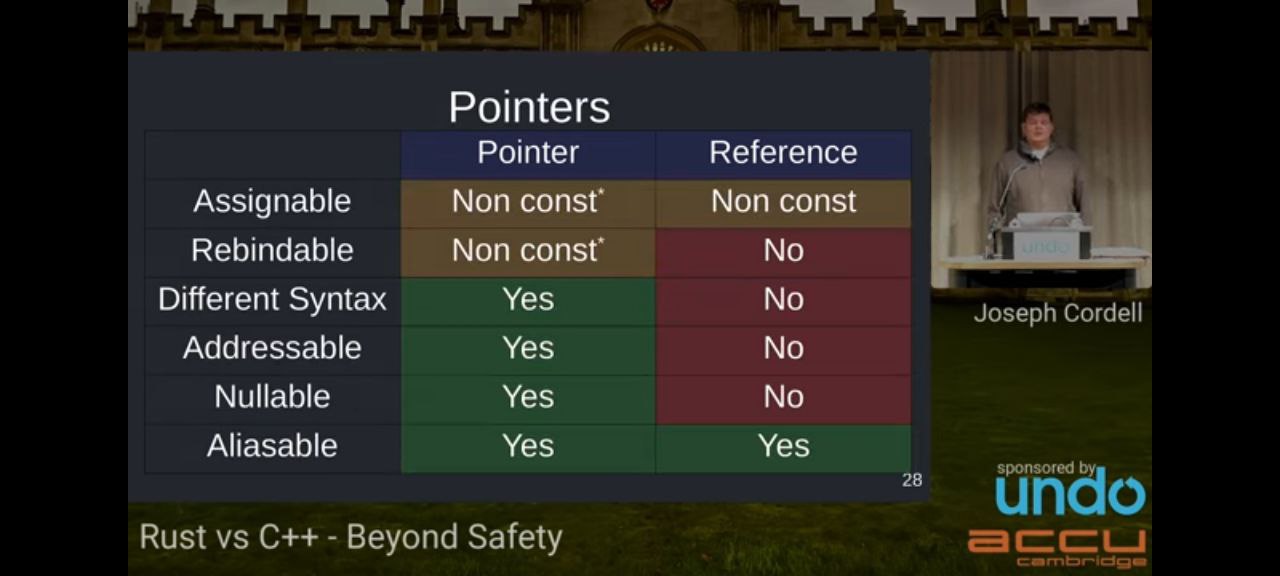 Pointers
Pointer Reference
Assignable Non const* Non const
Rebindable Non const* No
Different Syntax Yes No
Addressable Yes No
Nullable Yes No
Aliasable Yes Yes
28
undo
Joseph Cordell
Rust vs C++ - Beyond Safety
sponsored by
undo
accu
cambridge